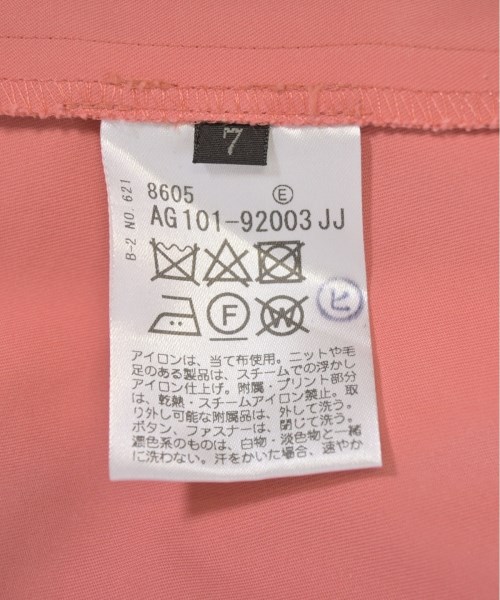 7
B-2 NO. 621
8605 E
AG101-92003 JJ
F W
ヒ
アイロンは、当て布使用。ニットや毛
足のある製品は、スチームでの浮かし
アイロン仕上げ。附属・プリント部分
は、乾熱・スチームアイロン禁止。取
り外し可能な附属品は、外して洗う。
ボタン、ファスナーは、閉じて洗う。
濃色系のものは、白物・淡色物と一緒
に洗わない。汗をかいた場合、速やか